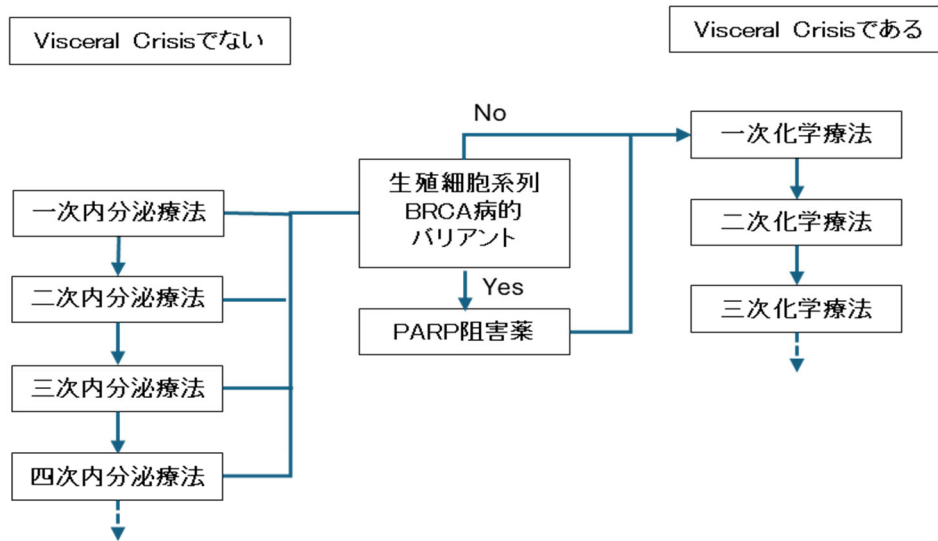 Visceral Crisisでない
Visceral Crisisである
No
一次化学療法
生殖細胞系列
BRCA病的
バリアント
一次内分泌療法
二次化学療法
Yes
二次内分泌療法
三次化学療法
PARP阻害薬
三次内分泌療法
四次内分泌療法